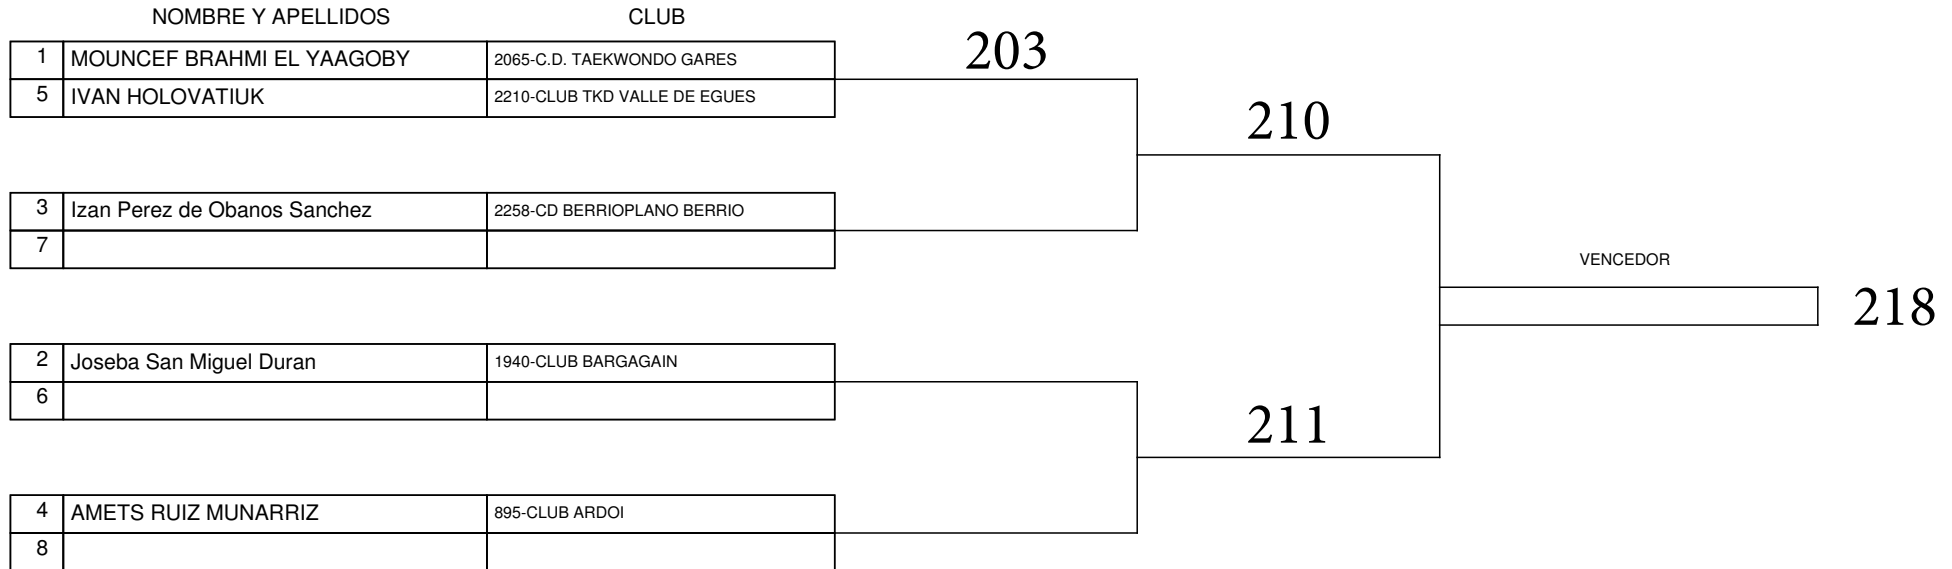 NOMBRE Y APELLIDOS CLUB
1 MOUNCEF BRAHMI EL YAAGOBY 2065-C.D. TAEKWONDO GARES 203
5 IVAN HOLOVATIUK 2210-CLUB TKD VALLE DE EGUES
210
3 Izan Perez de Obanos Sanchez 2258-CD BERRIOPLANO BERRIO
7
VENCEDOR
218
2 Joseba San Miguel Duran 1940-CLUB BARGAGAIN
6
211
4 AMETS RUIZ MUNARRIZ 895-CLUB ARDOI
8